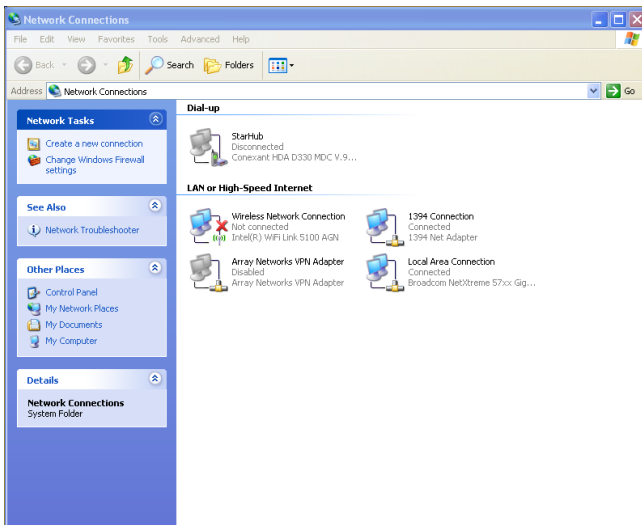 Network Connections
File Edit View Favorites Tools Advanced Help
Back Search Folders
Address Network Connections Go
Network Tasks
Create a new connection
Change Windows Firewall
settings
See Also
Network Troubleshooter
Other Places
Control Panel
My Network Places
My Documents
My Computer
Details
Network Connections
System Folder
Dial-up
StarHub
Disconnected
Conexant HDA D330 MDC V.9...
LAN or High-Speed Internet
Wireless Network Connection
Not connected
Intel(R) WiFi Link 5100 AGN
1394 Connection
Connected
1394 Net Adapter
Array Networks VPN Adapter
Disabled
Array Networks VPN Adapter
Local Area Connection
Connected
Broadcom NetXtreme 57xx Gig...